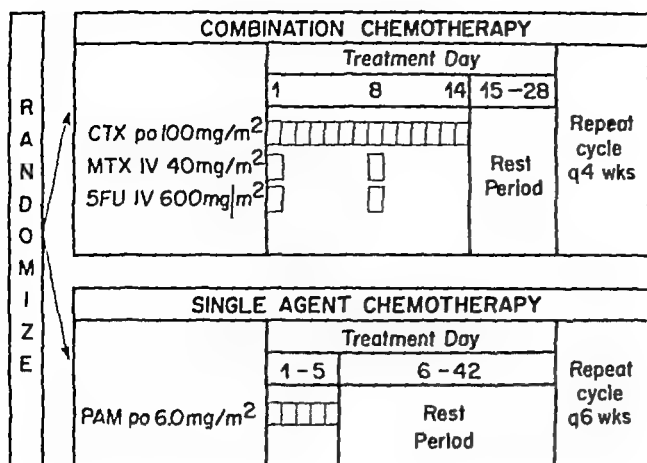 RANDOMIZE
COMBINATION CHEMOTHERAPY
Treatment Day
1 8 14 15-28
CTX po 100mg/m²
MTX IV 40mg/m²
5FU IV 600mg/m²
Rest
Period
Repeat
cycle
q4 wks
SINGLE AGENT CHEMOTHERAPY
Treatment Day
1-5 6-42
PAM po 6.0mg/m²
Rest
Period
Repeat
cycle
q6 wks